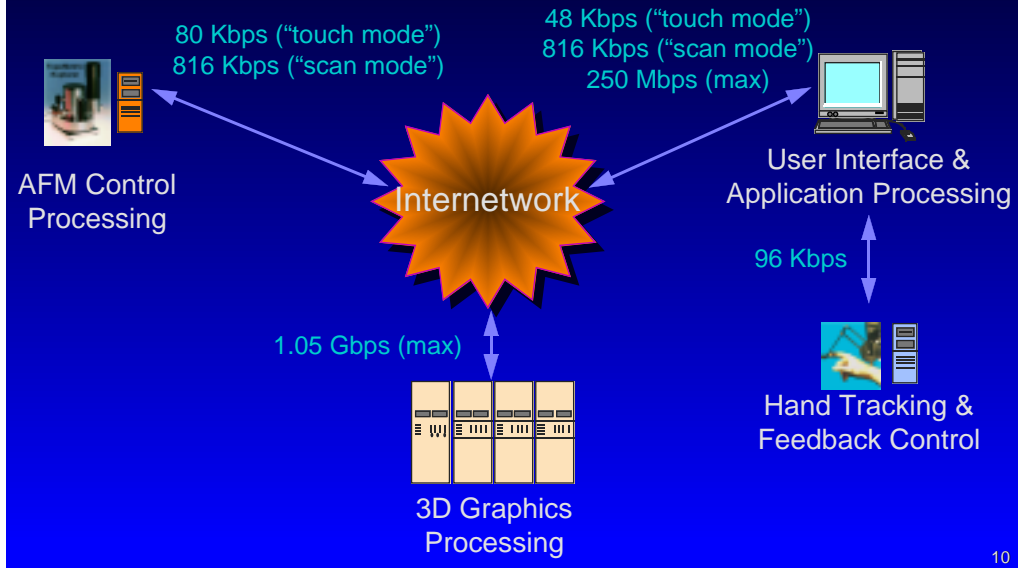 80 Kbps (“touch mode”)
816 Kbps (“scan mode”)
48 Kbps (“touch mode”)
816 Kbps (“scan mode”)
250 Mbps (max)
AFM Control
Processing
Internetwork
User Interface &
Application Processing
96 Kbps
1.05 Gbps (max)
Hand Tracking &
Feedback Control
3D Graphics
Processing
10